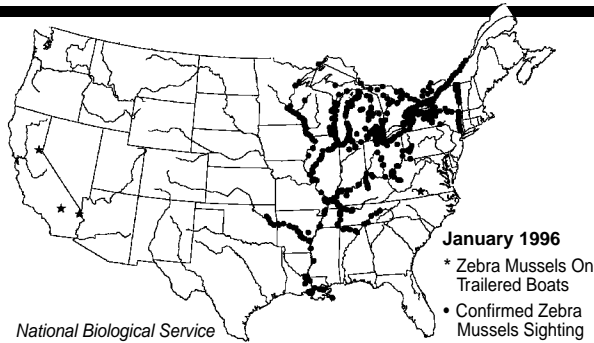 January 1996
* Zebra Mussels On
Trailered Boats
• Confirmed Zebra
Mussels Sighting
National Biological Service